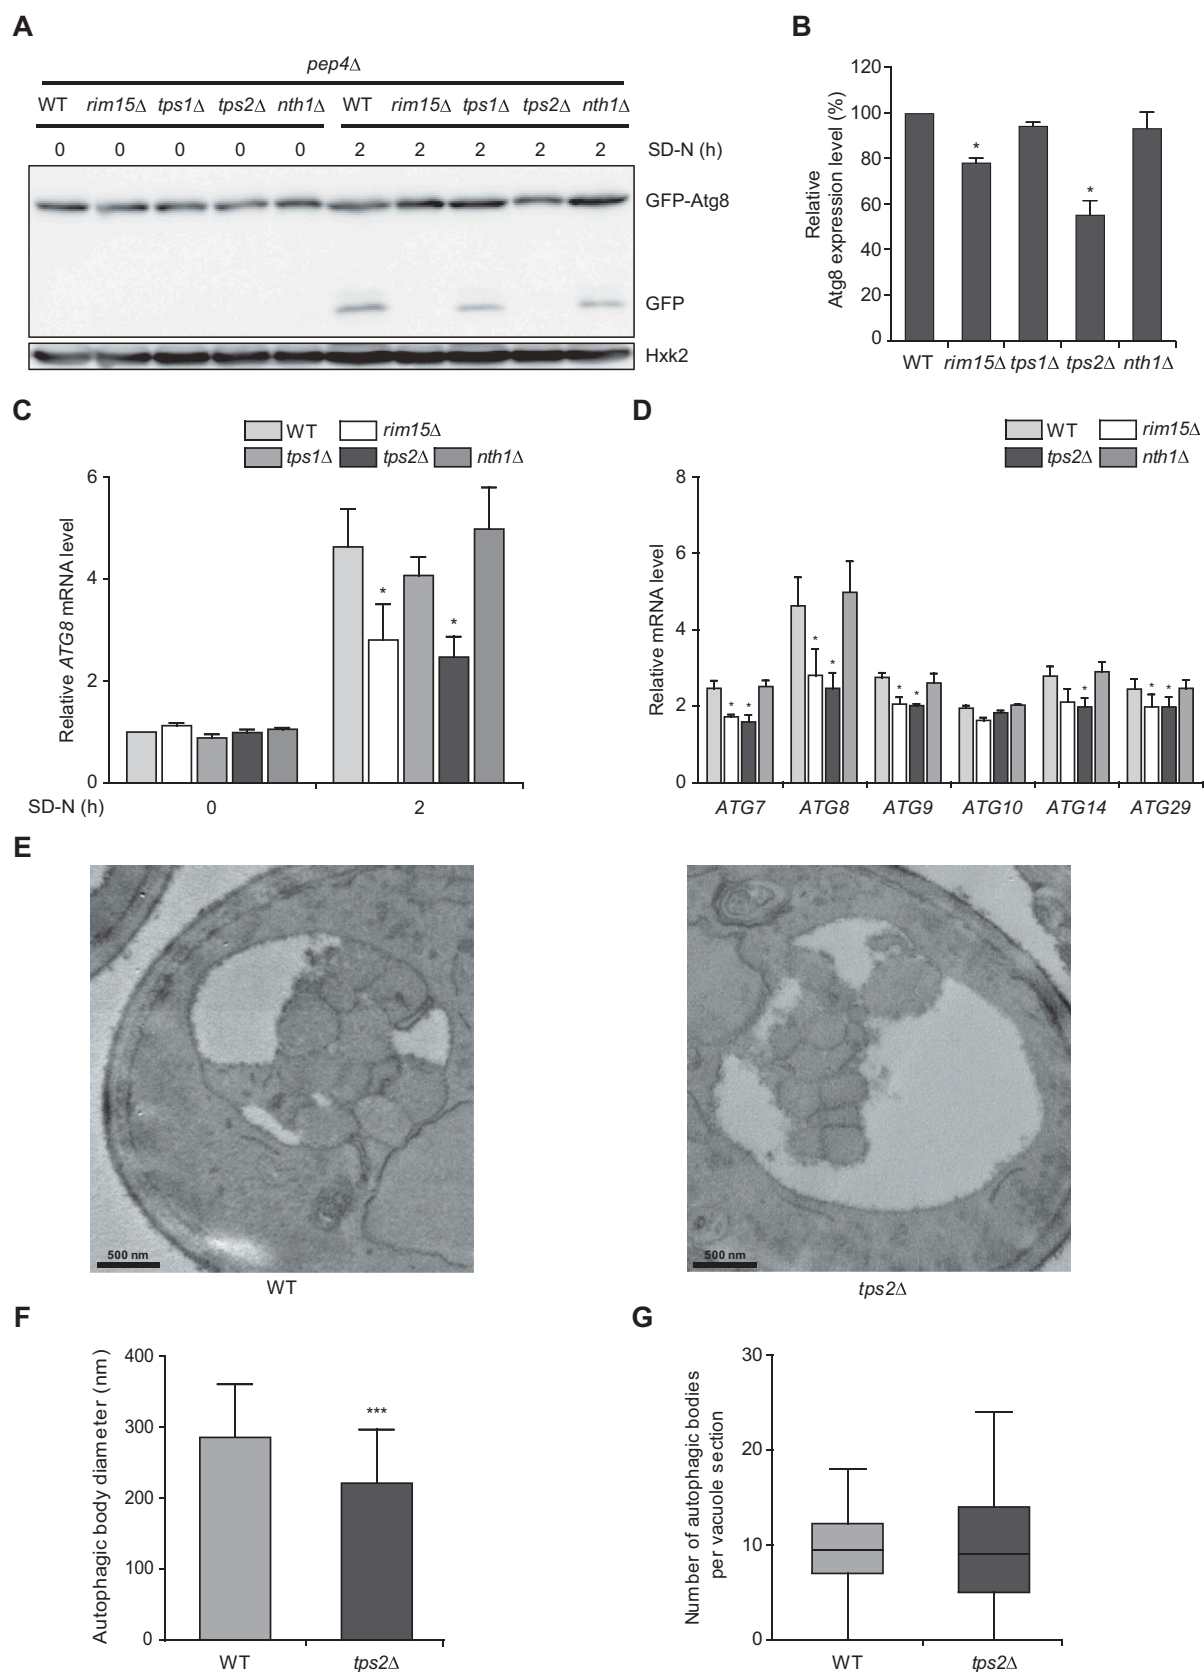 A
pep4Δ
WT rim15Δ tps1Δ tps2Δ nth1Δ WT rim15Δ tps1Δ tps2Δ nth1Δ
0 0 0 0 0 2 2 2 2 2 SD-N (h)
GFP-Atg8
GFP
Hxk2
B
Relative
Atg8 expression level (%)
120
100
80
60
40
20
0
*
*
WT rim15Δ tps1Δ tps2Δ nth1Δ
C
WT rim15Δ
tps1Δ tps2Δ nth1Δ
Relative ATG8 mRNA level
6
4
2
0
*
*
SD-N (h) 0 2
D
WT rim15Δ
tps2Δ nth1Δ
Relative mRNA level
8
6
4
2
0
* *
* *
* *
*
* *
ATG7 ATG8 ATG9 ATG10 ATG14 ATG29
E
500 nm
WT
500 nm
tps2Δ
F
Autophagic body diameter (nm)
400
300
200
100
0
***
WT tps2Δ
G
Number of autophagic bodies
per vacuole section
30
20
10
0
WT tps2Δ